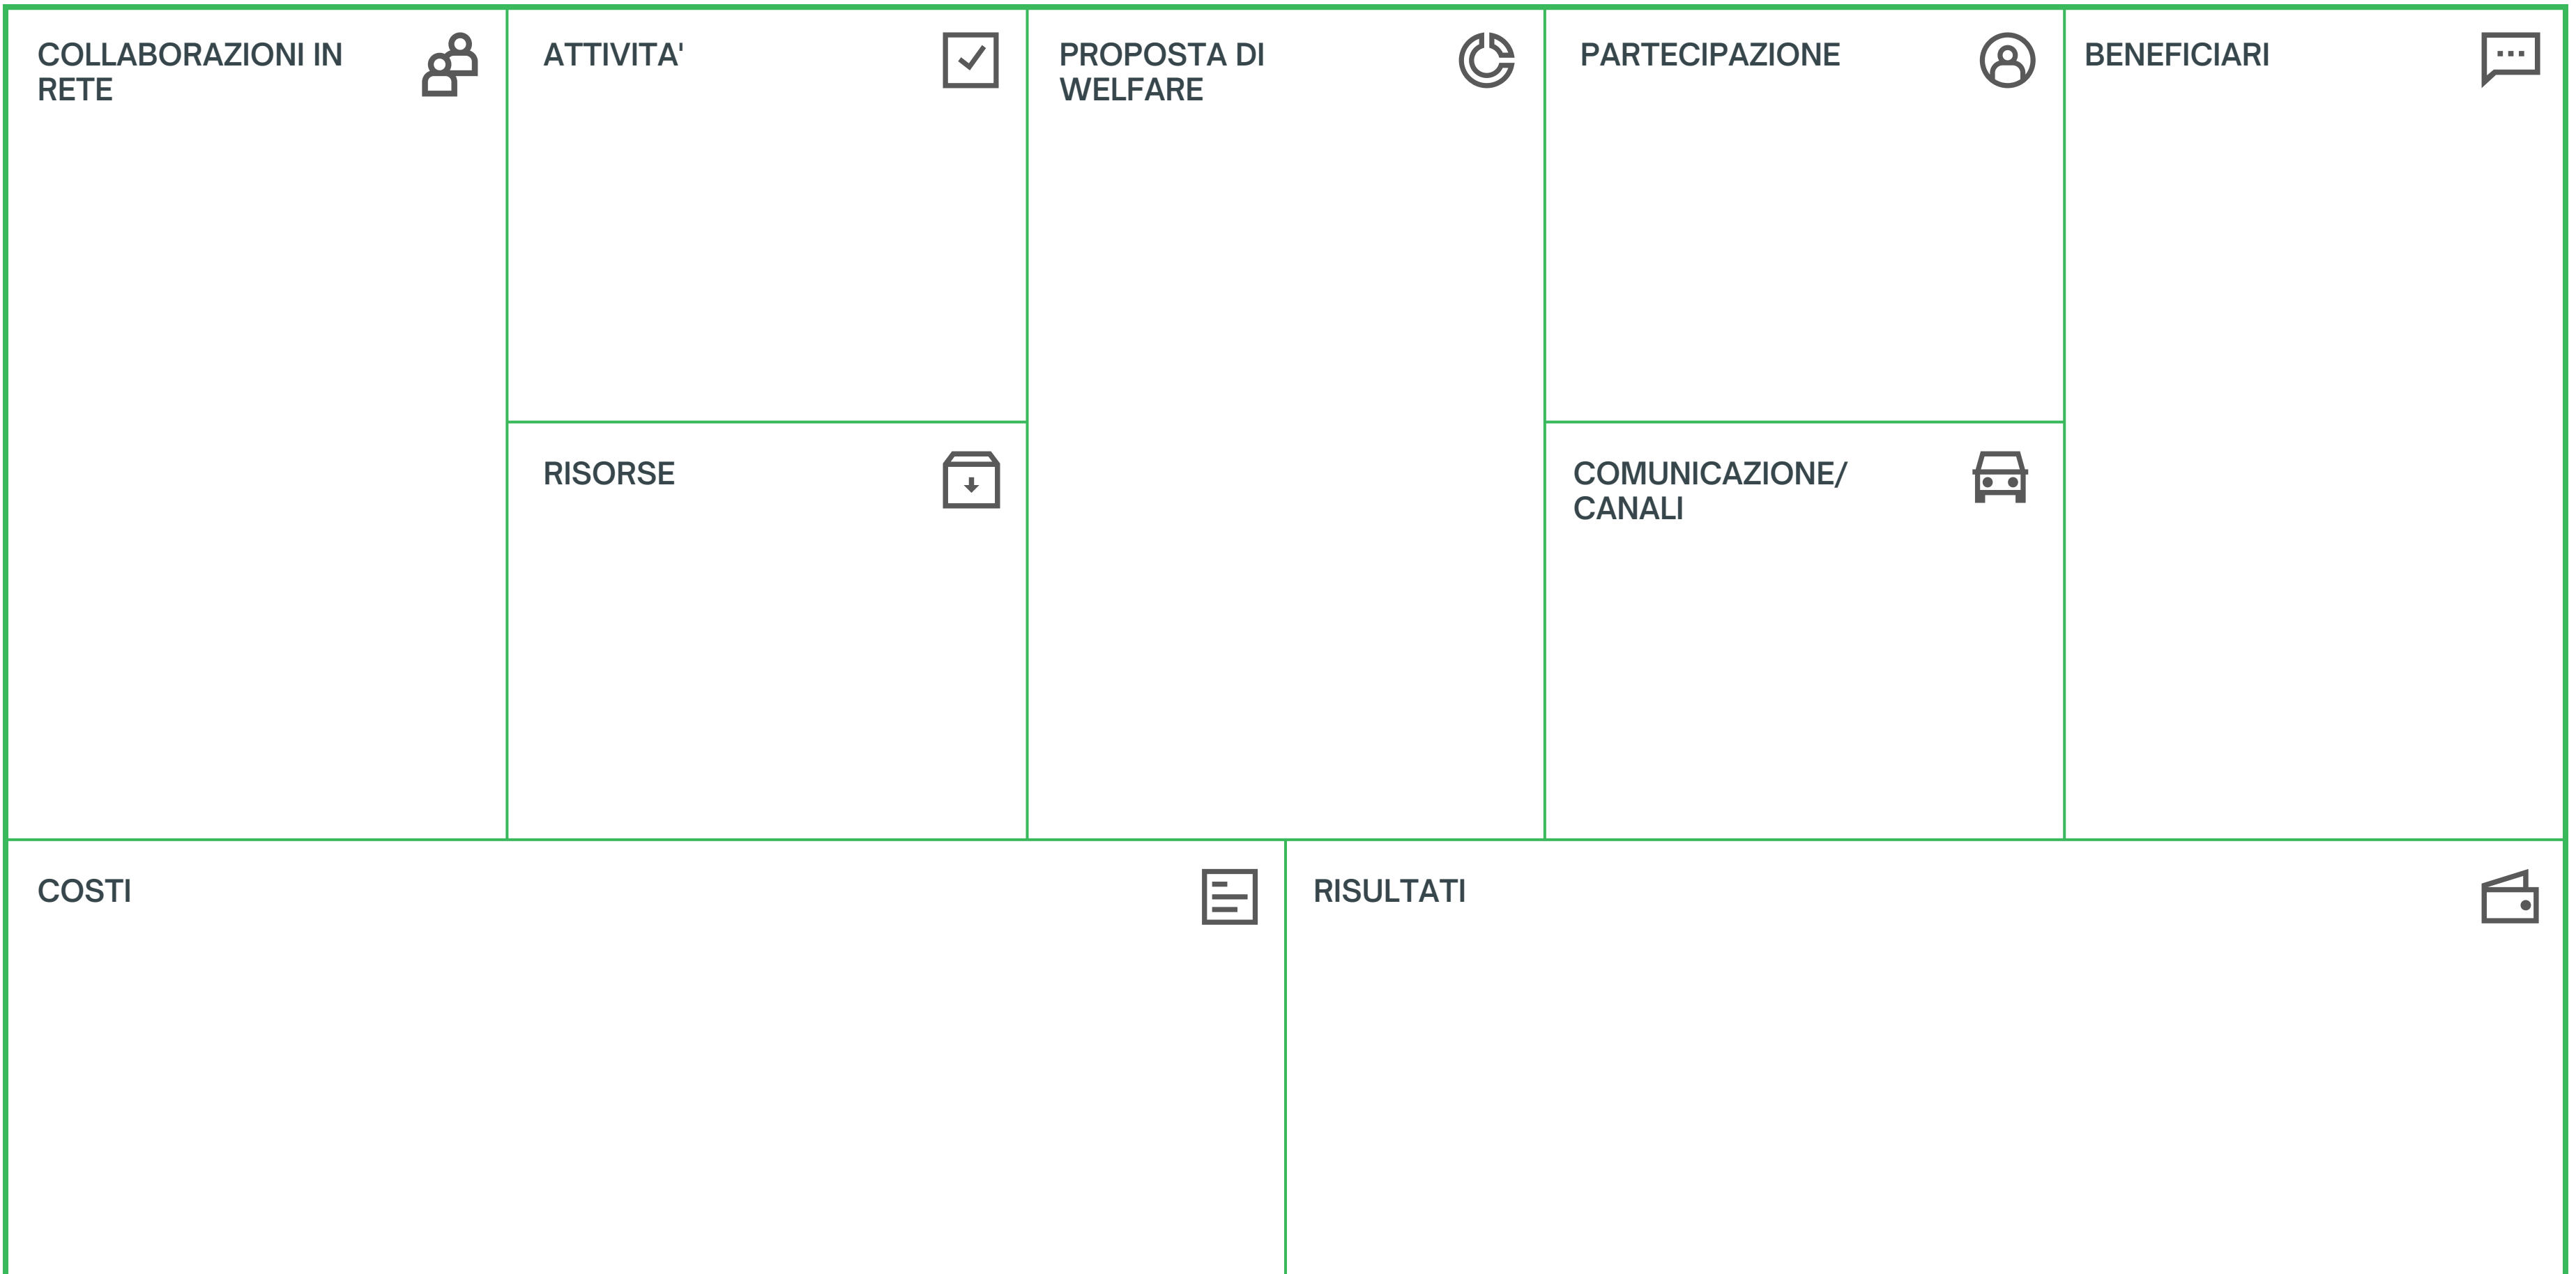 COLLABORAZIONI IN
RETE
ATTIVITA'
RISORSE
PROPOSTA DI
WELFARE
PARTECIPAZIONE
COMUNICAZIONE/
CANALI
BENEFICIARI
COSTI
RISULTATI